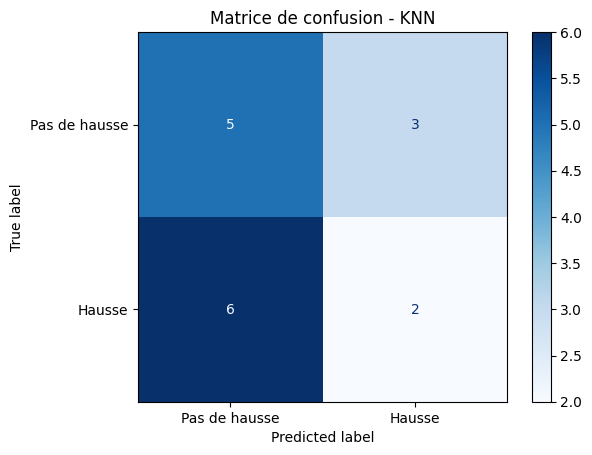 Matrice de confusion - KNN
True label
Pas de hausse
5
3
Hausse
6
2
Pas de hausse
Hausse
Predicted label
6.0
5.5
5.0
4.5
4.0
3.5
3.0
2.5
2.0